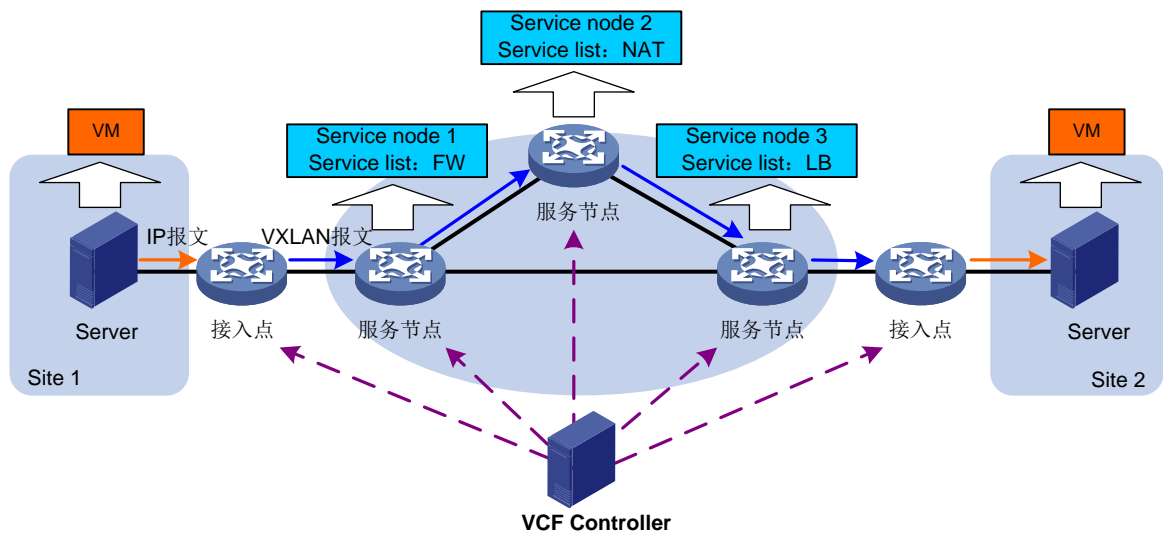 Service node 2
Service list：NAT
VM
Service node 1
Service list：FW
Service node 3
Service list：LB
VM
服务节点
IP报文
VXLAN报文
Server
接入点
服务节点
服务节点
接入点
Server
Site 1
Site 2
VCF Controller